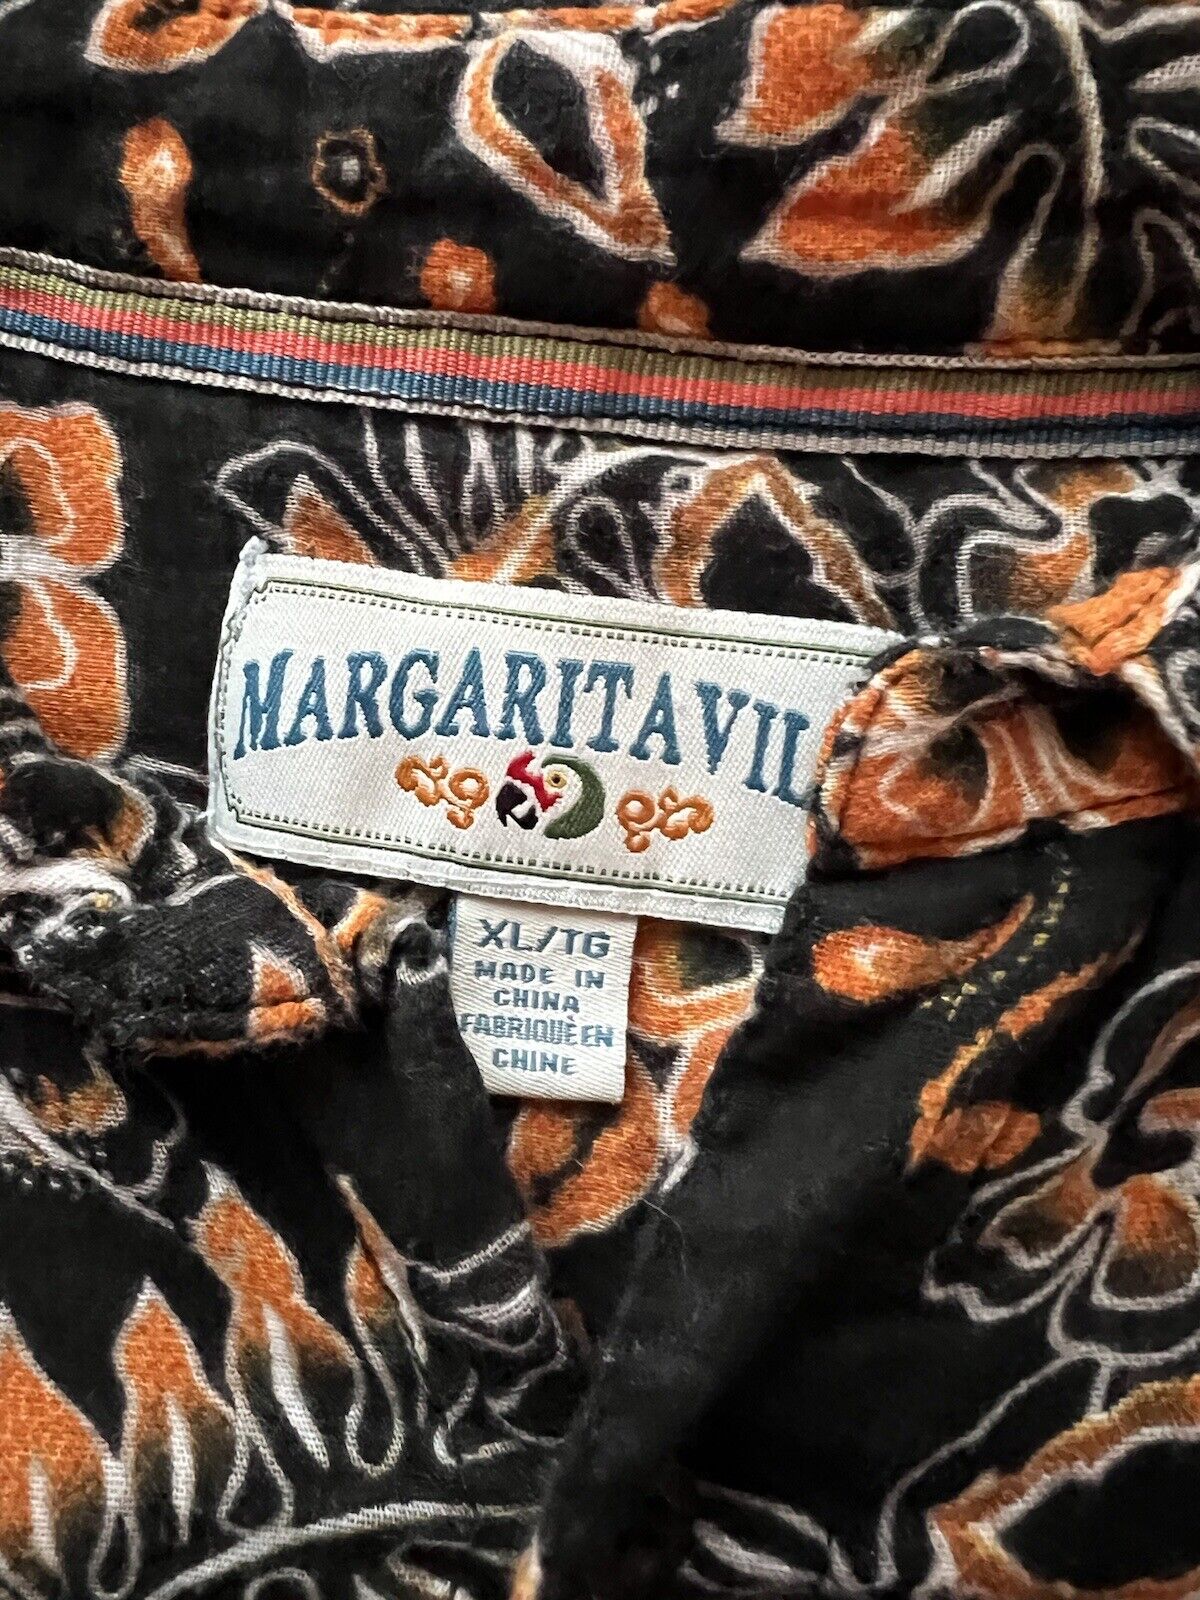 MARGARITAVIL
XL/TG
MADE IN
CHINA
FABRIQUÈ EN
CHINE